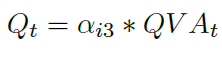 Q_t = α_{i3} * QVA_t